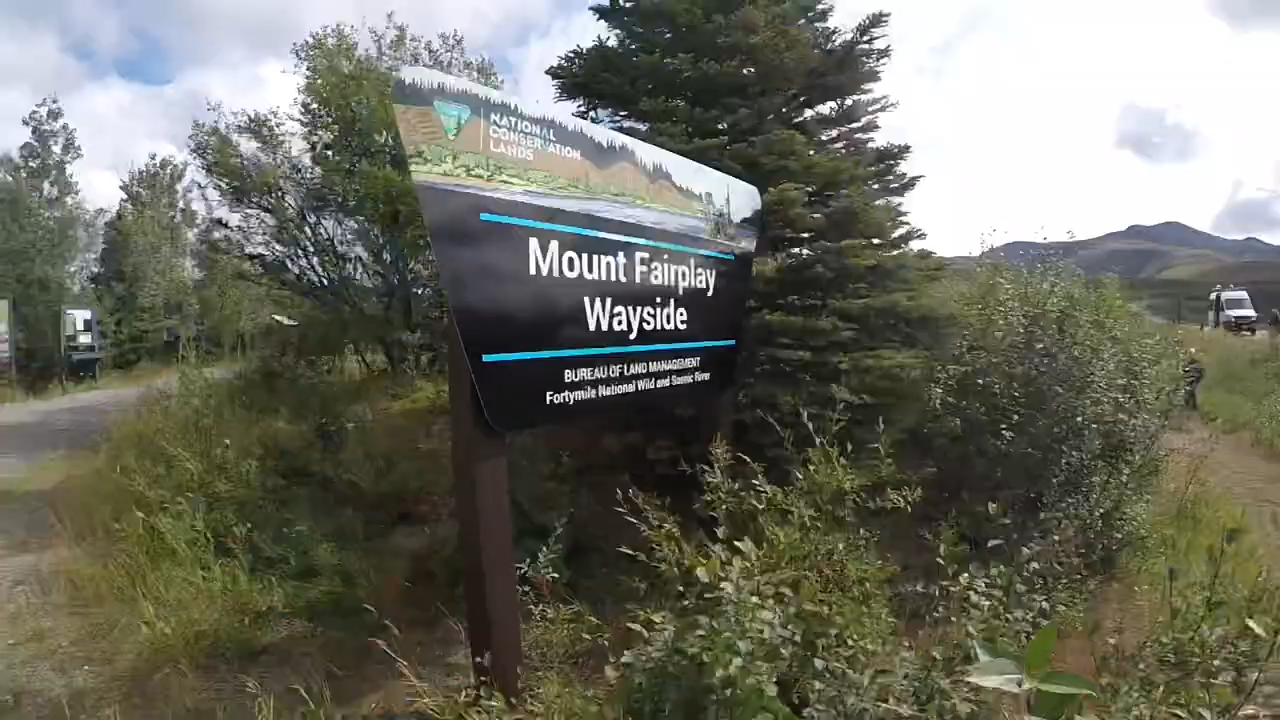 NATIONAL
CONSERVATION
LANDS
Mount Fairplay
Wayside
BUREAU OF LAND MANAGEMENT
Fortymile National Wild and Scenic River